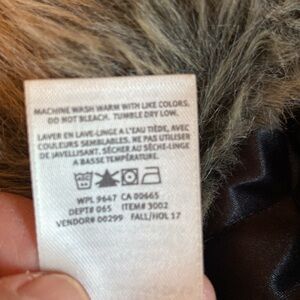 MACHINE WASH WARM WITH LIKE COLORS.
DO NOT BLEACH. TUMBLE DRY LOW.
LAVER EN LAVE-LINGE A L'EAU TIÈDE, AVEC
COULEURS SEMBLABLES. NE PAS UTILISER
DE JAVELLISANT. SÉCHER AU SÈCHE-LINGE
A BASSE TEMPÉRATURE.
WPL 9647 CA 00665
DEPT# 065 ITEM# 3002
VENDOR# 00299 FALL/HOL 17